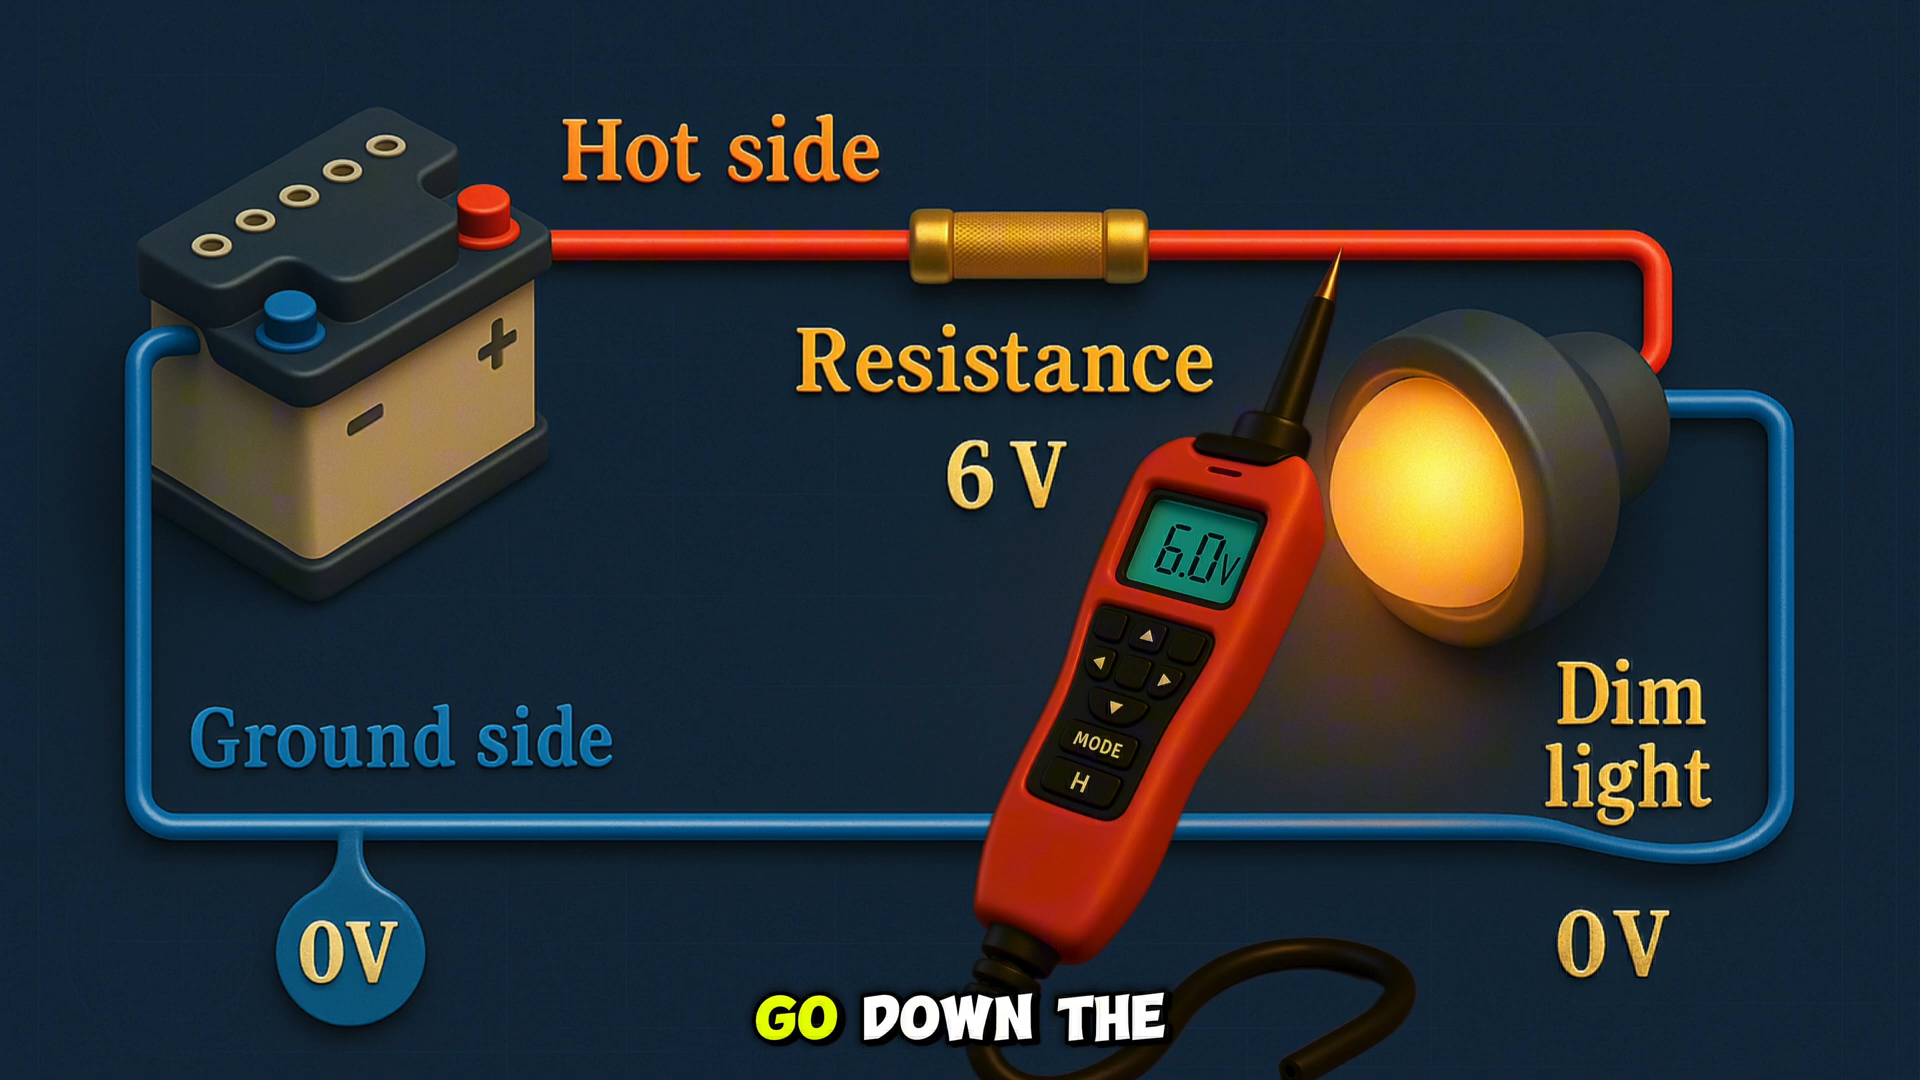 Hot side
Resistance
6 V
6.0V
MODE
H
Dim
light
Ground side
0V
0V
GO DOWN THE